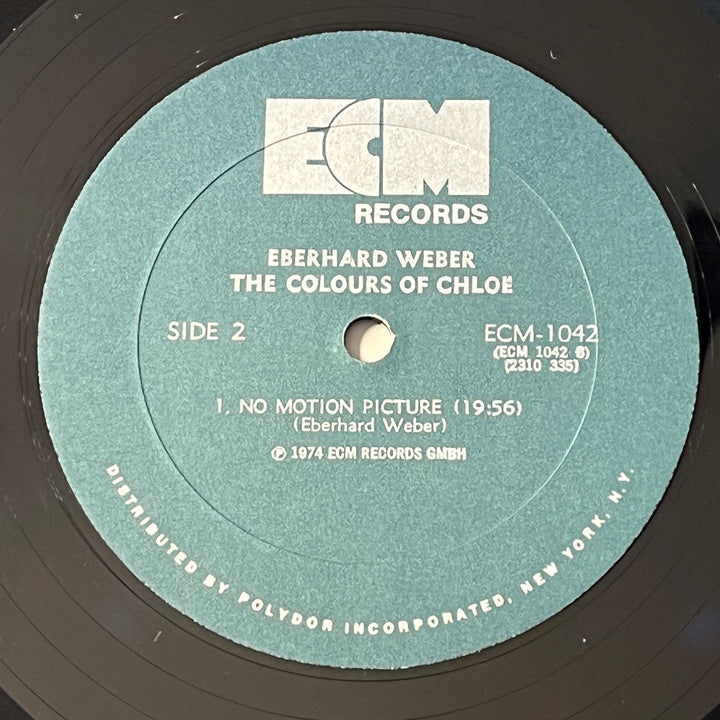 ECM
RECORDS
EBERHARD WEBER
THE COLOURS OF CHLOË
SIDE 2
ECM-1042
(ECM 1042 S)
(2310 335)
1. NO MOTION PICTURE (19:56)
(Eberhard Weber)
℗ 1974 ECM RECORDS GMBH
DISTRIBUTED BY POLYDOR INCORPORATED, NEW YORK, N.Y.